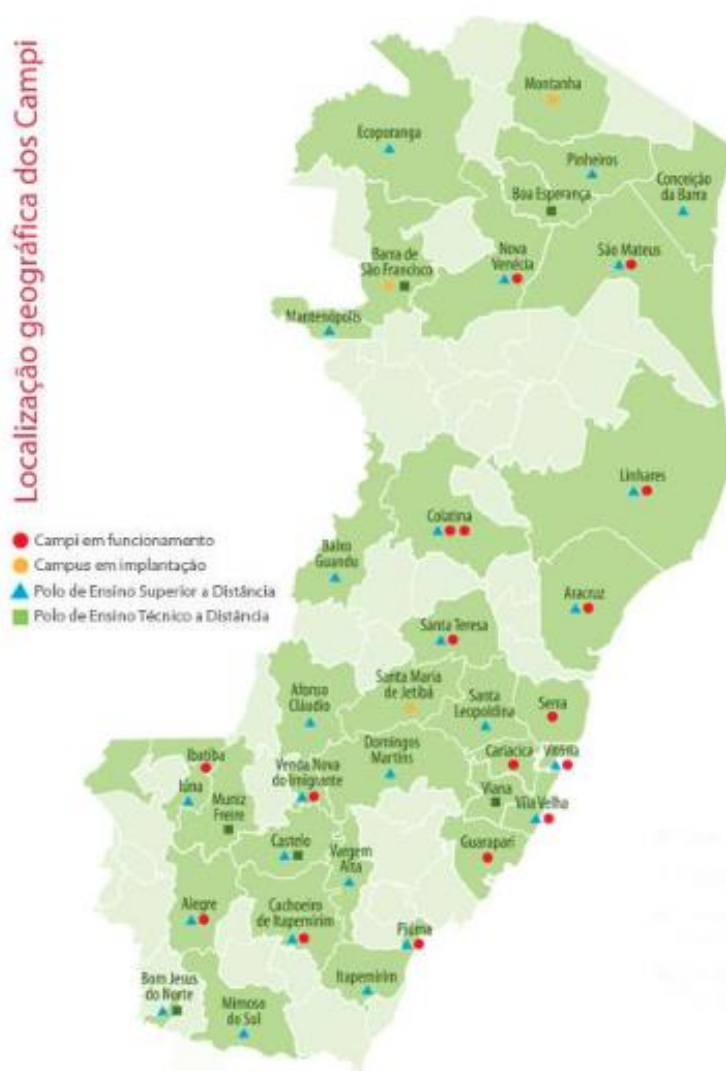 Localização geográfica dos Campi
Montanha
Ecoporanga
Pinheiros
Conceição
da Barra
Boa Esperança
Nova
Venécia
São Mateus
Barra de
São Francisco
Mantenópolis
Linhares
Colatina
Campi em funcionamento
Campus em implantação
Polo de Ensino Superior a Distância
Polo de Ensino Técnico a Distância
Baixo
Guandu
Aracruz
Santa Teresa
Santa Maria
de Jetibá
Afonso
Cláudio
Santa
Leopoldina
Serra
Domingos
Martins
Cariacica
Vitória
Ibatiba
Venda Nova
do Imigrante
Iúna
Muniz
Freire
Viana
Vila Velha
Castelo
Vargem
Alta
Guarapari
Alegre
Cachoeiro
de Itapemirim
Piúma
Itapemirim
Bom Jesus
do Norte
Mimoso
do Sul